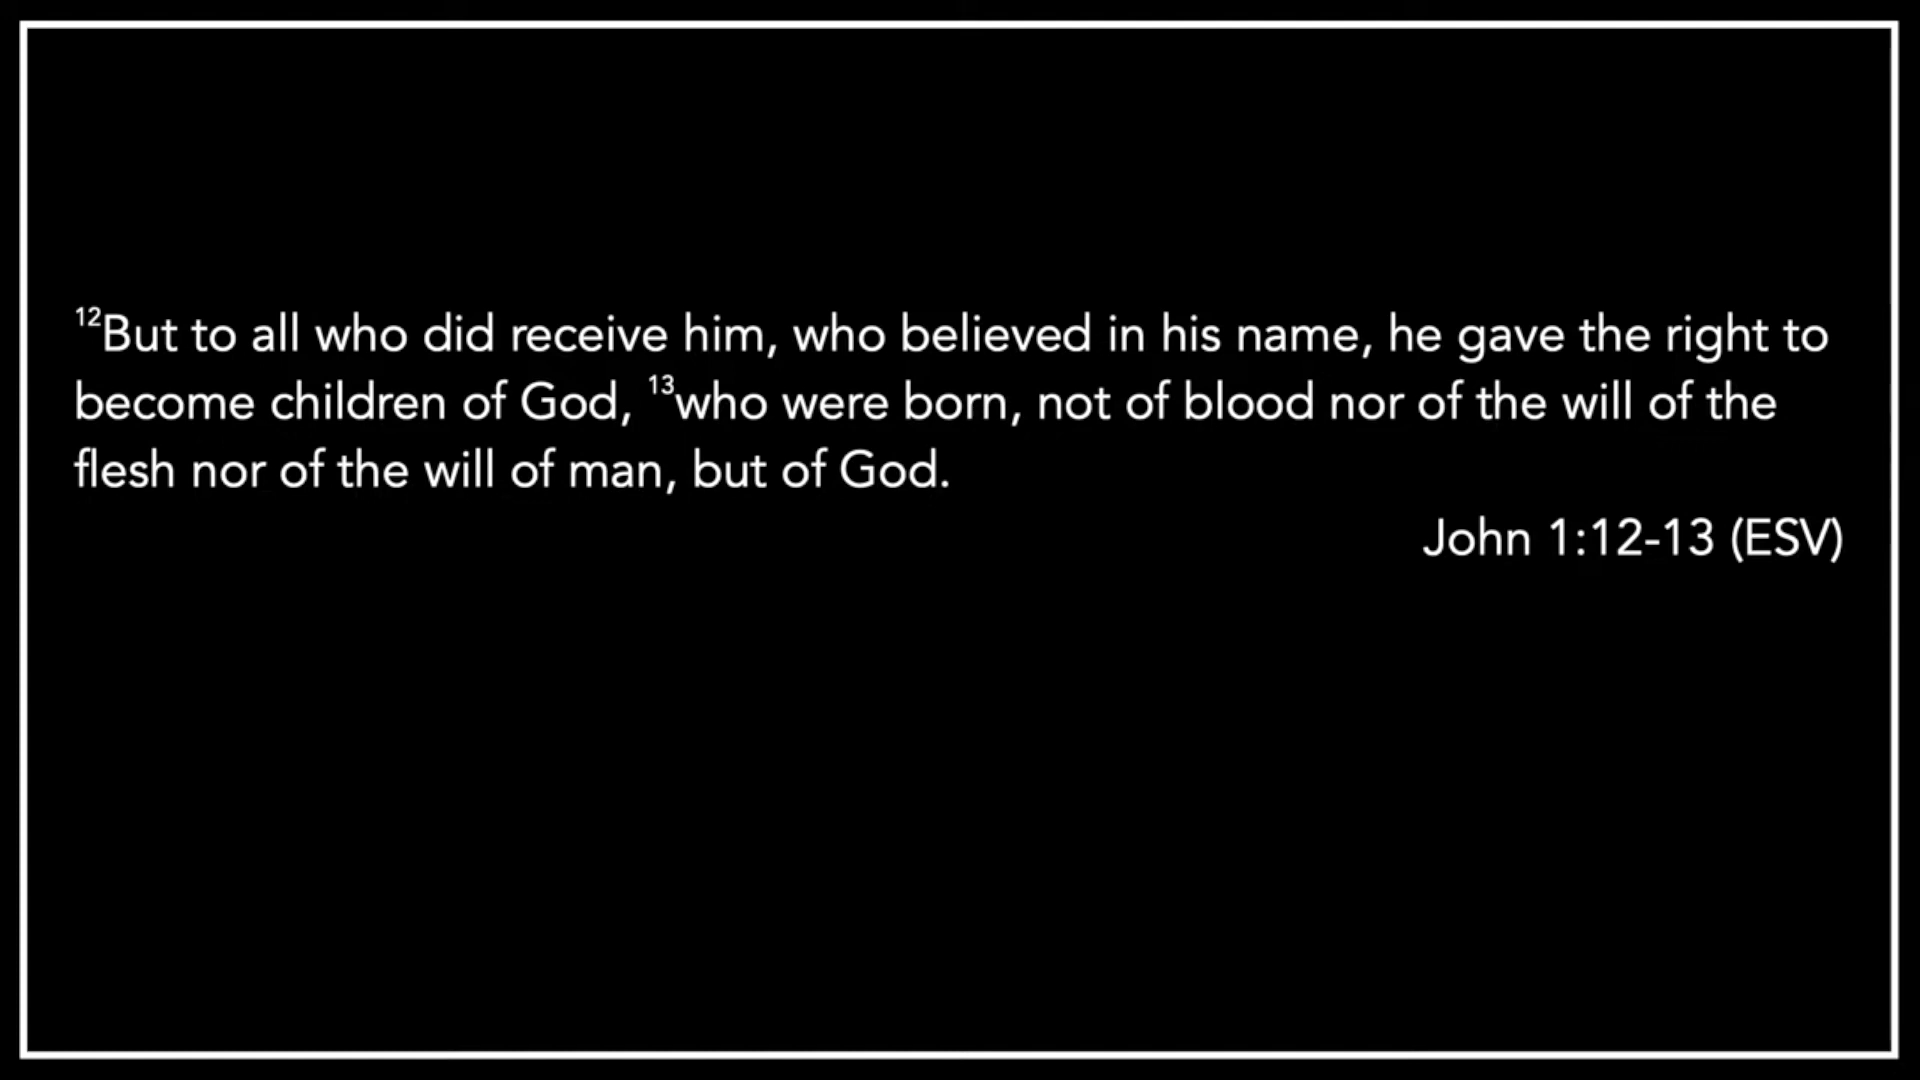 ¹²But to all who did receive him, who believed in his name, he gave the right to
become children of God, ¹³who were born, not of blood nor of the will of the
flesh nor of the will of man, but of God.
John 1:12-13 (ESV)